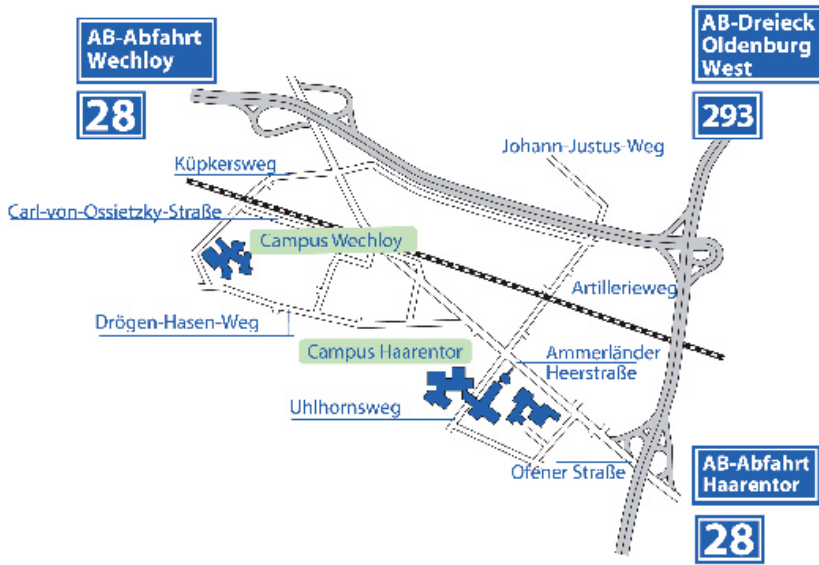 AB-Abfahrt
Wechloy
28
AB-Dreieck
Oldenburg
West
293
Johann-Justus-Weg
Küpkersweg
Carl-von-Ossietzky-Straße
Campus Wechloy
Artillerieweg
Drögen-Hasen-Weg
Campus Haarentor
Ammerländer
Heerstraße
Uhlhornsweg
Ofener Straße
AB-Abfahrt
Haarentor
28